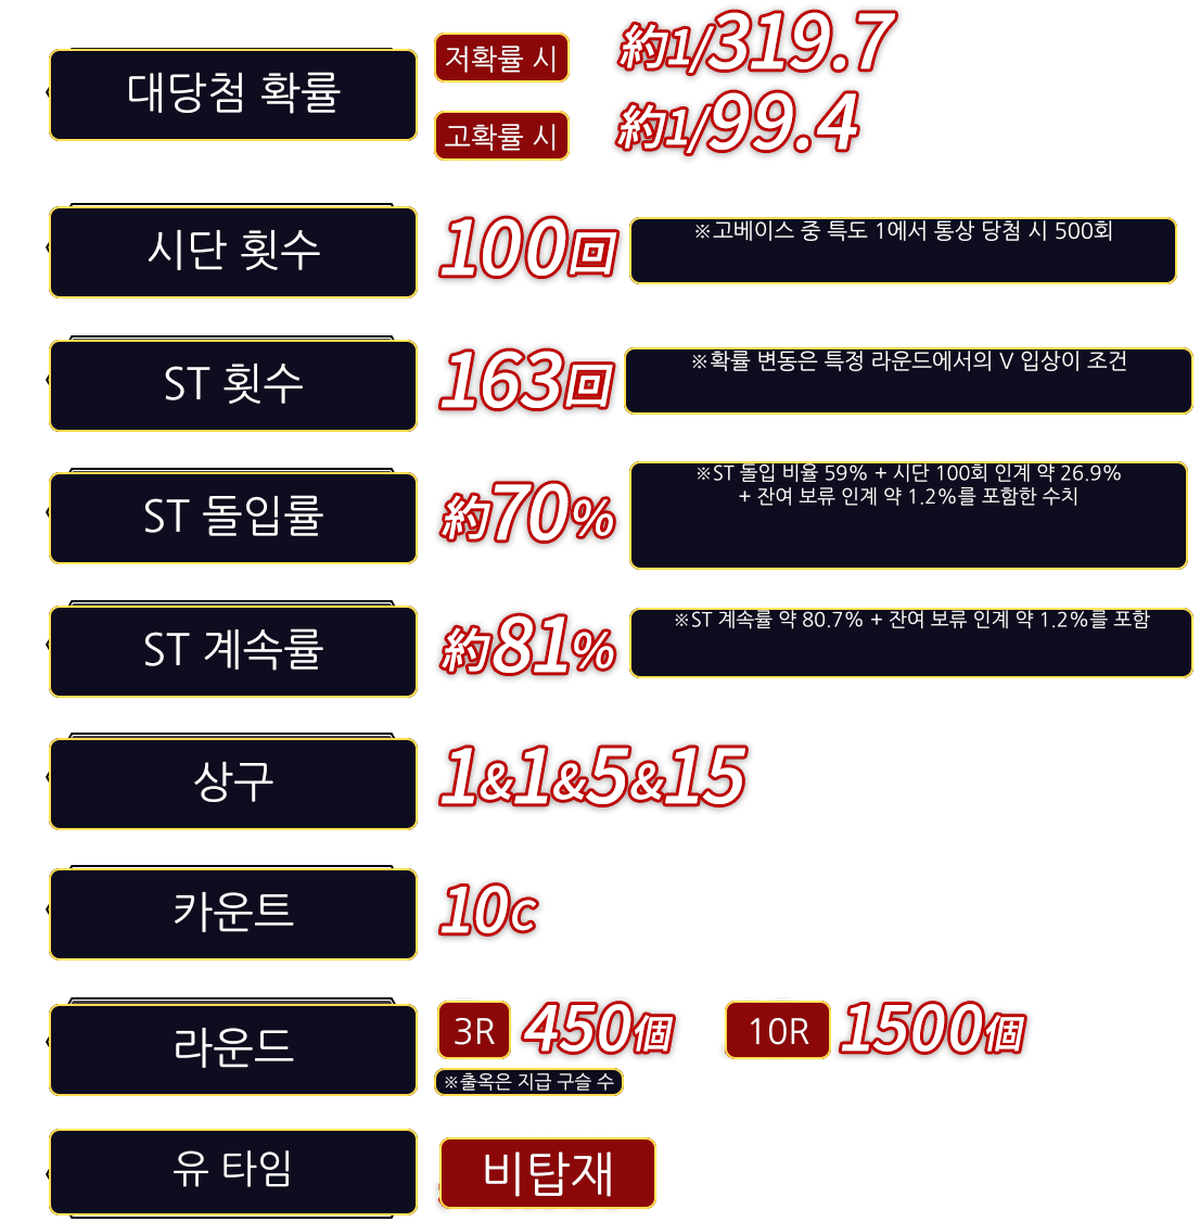 대당첨 확률
저확률 시
約1/319.7
고확률 시
約1/99.4
시단 횟수
100回
※고베이스 중 특도 1에서 통상 당첨 시 500회
ST 횟수
163回
※확률 변동은 특정 라운드에서의 V 입상이 조건
ST 돌입률
約70%
※ST 돌입 비율 59% + 시단 100회 인계 약 26.9%
+ 잔여 보류 인계 약 1.2%를 포함한 수치
ST 계속률
約81%
※ST 계속률 약 80.7% + 잔여 보류 인계 약 1.2%를 포함
상구
1&1&5&15
카운트
10C
라운드
3R 450個
10R 1500個
※출옥은 지급 구슬 수
유 타임
비탑재